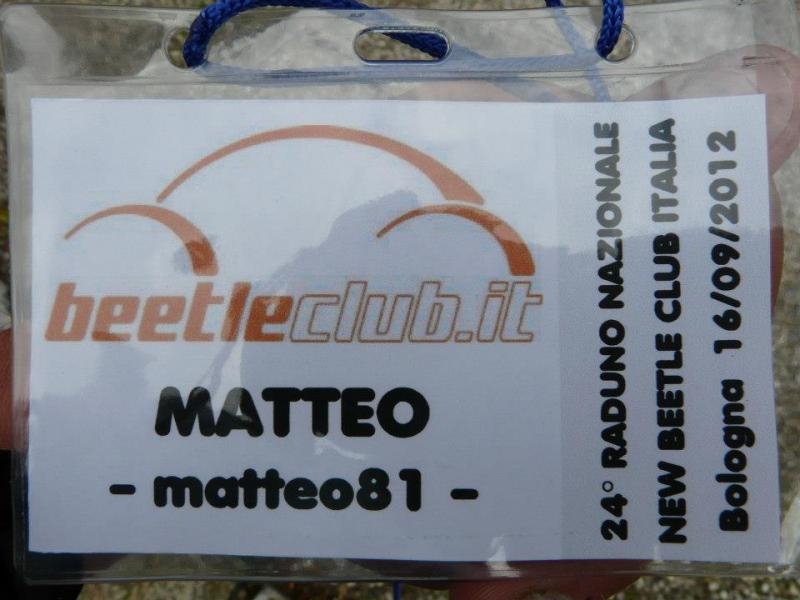 beetleclub.it
MATTEO
- matteo81 -
24° RADUNO NAZIONALE
NEW BEETLE CLUB ITALIA
Bologna 16/09/2012